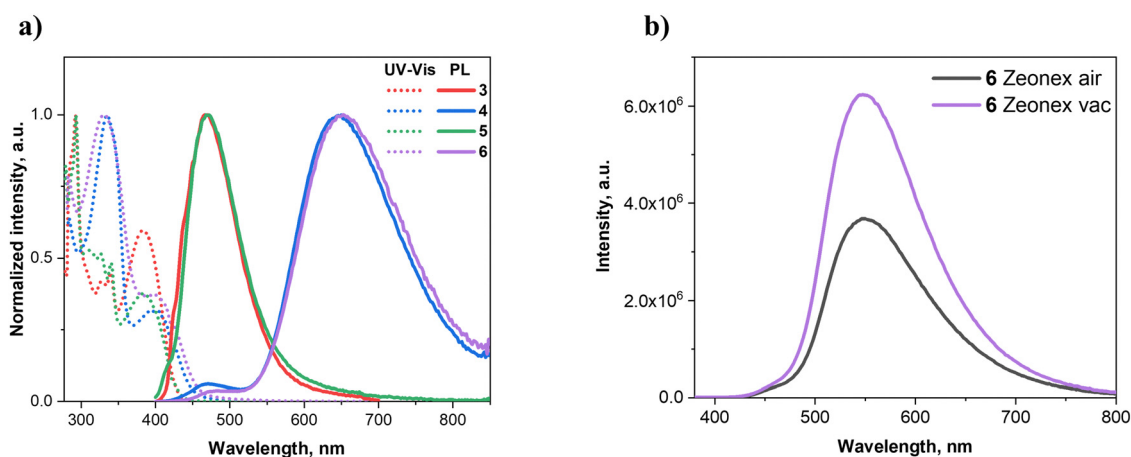 a)
UV-Vis PL
3
4
5
6
1.0
0.5
0.0
Normalized intensity, a.u.
300 400 500 600 700 800
Wavelength, nm
b)
6 Zeonex air
6 Zeonex vac
6.0x10⁶
4.0x10⁶
2.0x10⁶
0.0
Intensity, a.u.
400 500 600 700 800
Wavelength, nm